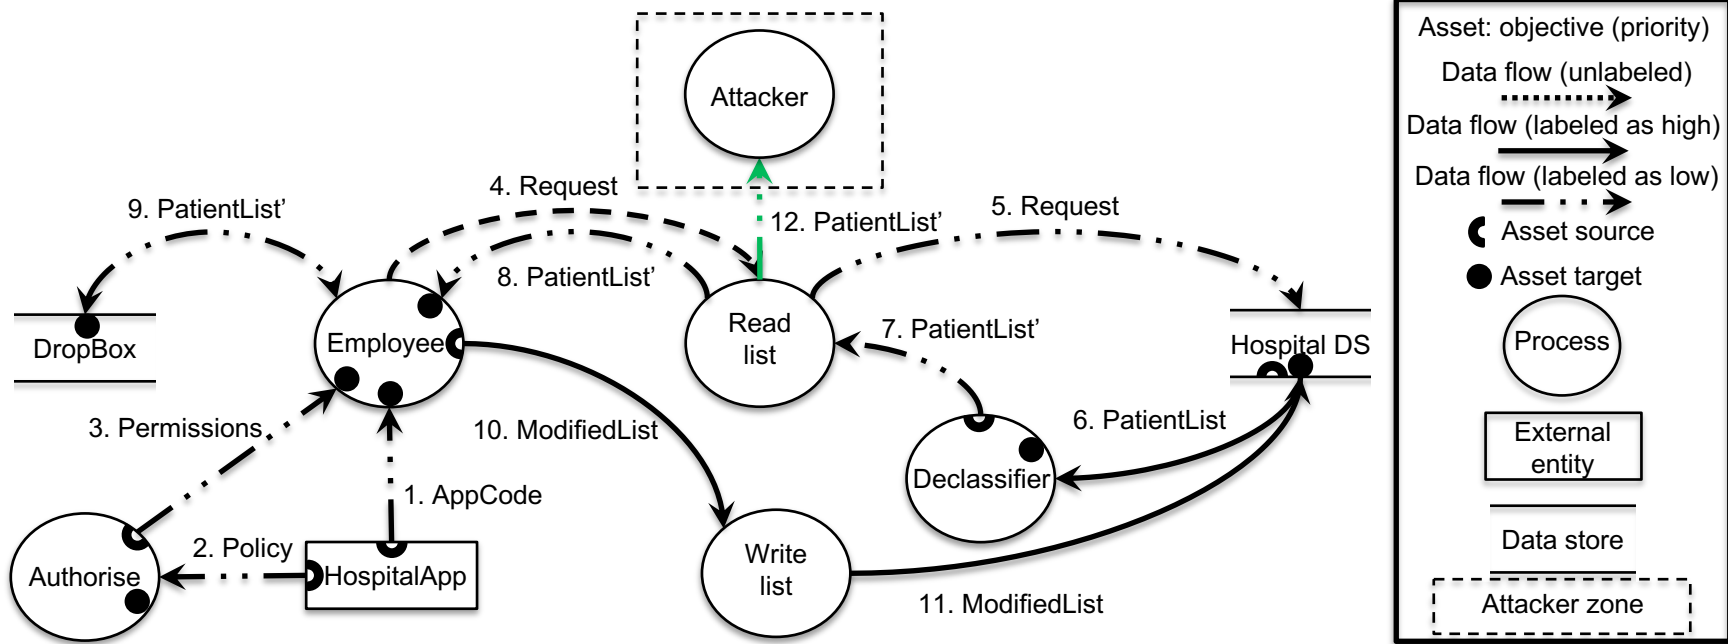 Attacker
4. Request
9. PatientList’
12. PatientList’
5. Request
8. PatientList’
DropBox
Employee
Read
list
7. PatientList’
Hospital DS
3. Permissions
10. ModifiedList
6. PatientList
Declassifier
1. AppCode
2. Policy
Authorise
HospitalApp
Write
list
11. ModifiedList
Asset: objective (priority)
Data flow (unlabeled)
Data flow (labeled as high)
Data flow (labeled as low)
Asset source
Asset target
Process
External
entity
Data store
Attacker zone